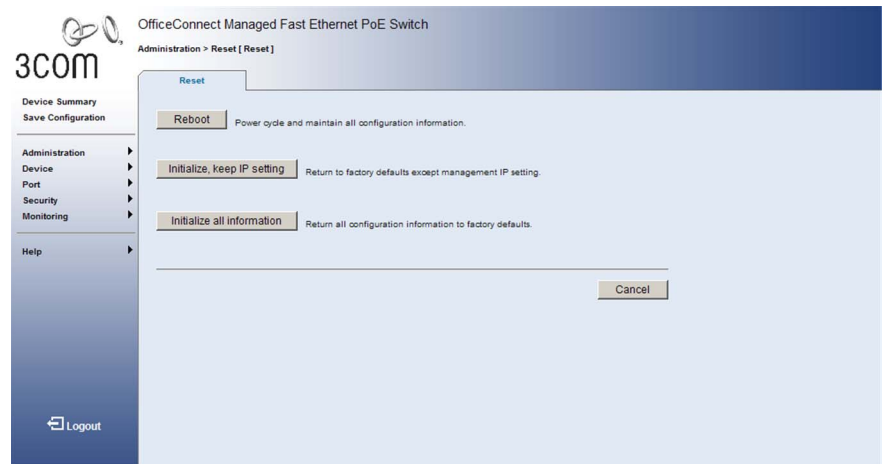 OfficeConnect Managed Fast Ethernet PoE Switch
Administration > Reset [ Reset ]
3COM
Reset
Device Summary
Save Configuration
Administration
Device
Port
Security
Monitoring
Help
Logout
Reboot Power cycle and maintain all configuration information.
Initialize, keep IP setting Return to factory defaults except management IP setting.
Initialize all information Return all configuration information to factory defaults.
Cancel